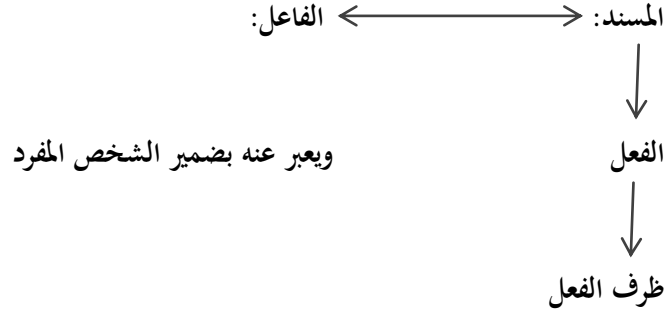 المسند: الفاعل:
الفعل ويعبر عنه بضمير الشخص المفرد
ظرف الفعل